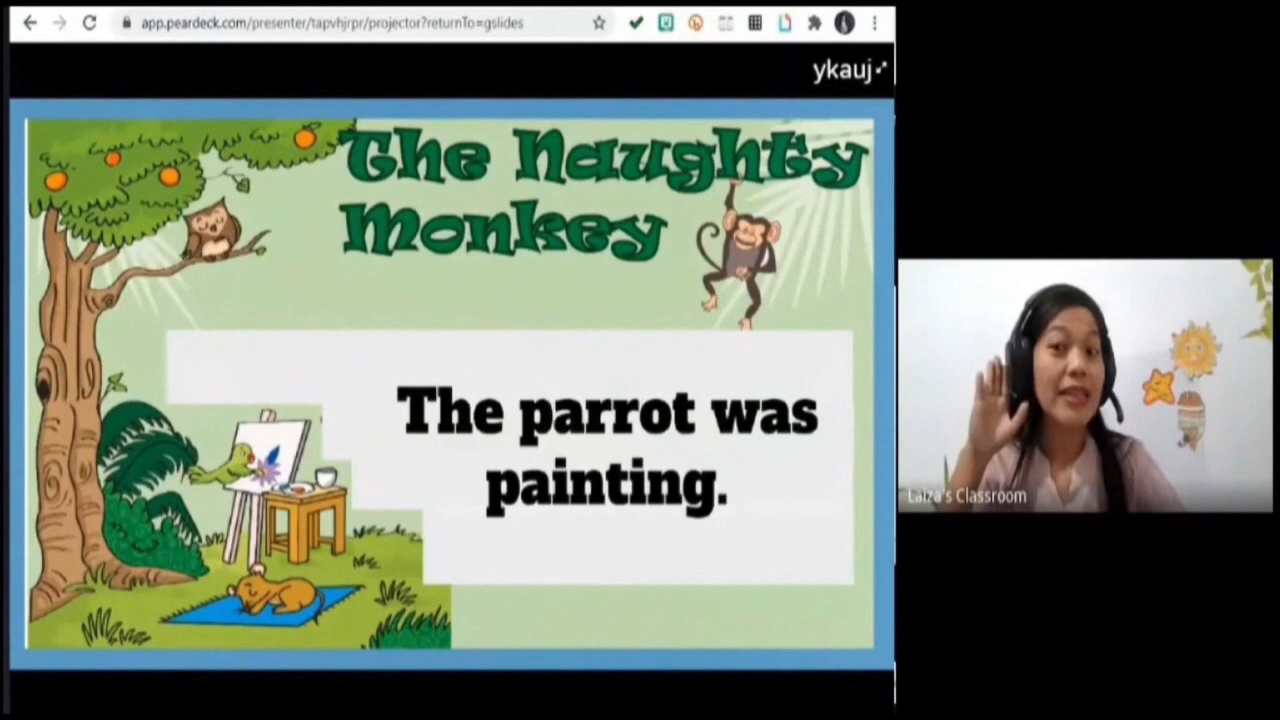 app.peardeck.com/presenter/tapvhjrpr/projector?returnTo=gslides
ykauj
The Naughty
Monkey
The parrot was
painting.
Laiza's Classroom